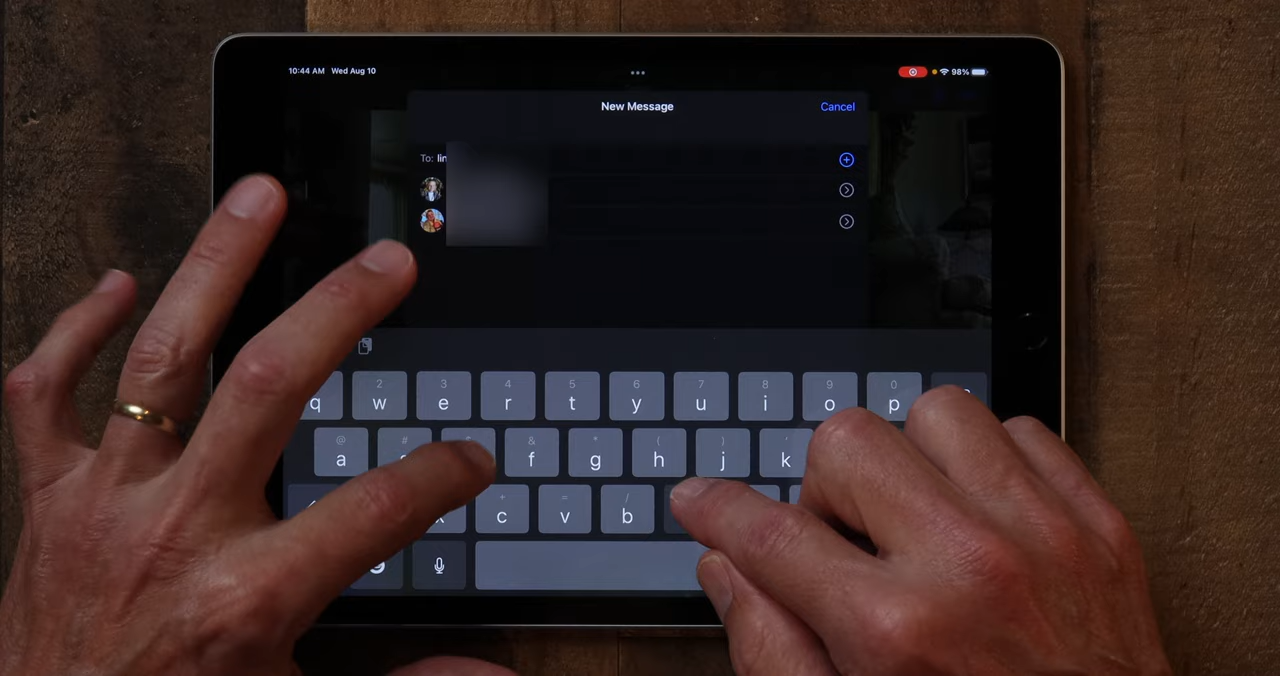 10:44 AM Wed Aug 10
98%
New Message
Cancel
To: lin
2 3 4 5 6 7 8 9 0
q w e r t y u i o p
@ # & * ( ) '
a f g h j k
+ = /
c v b